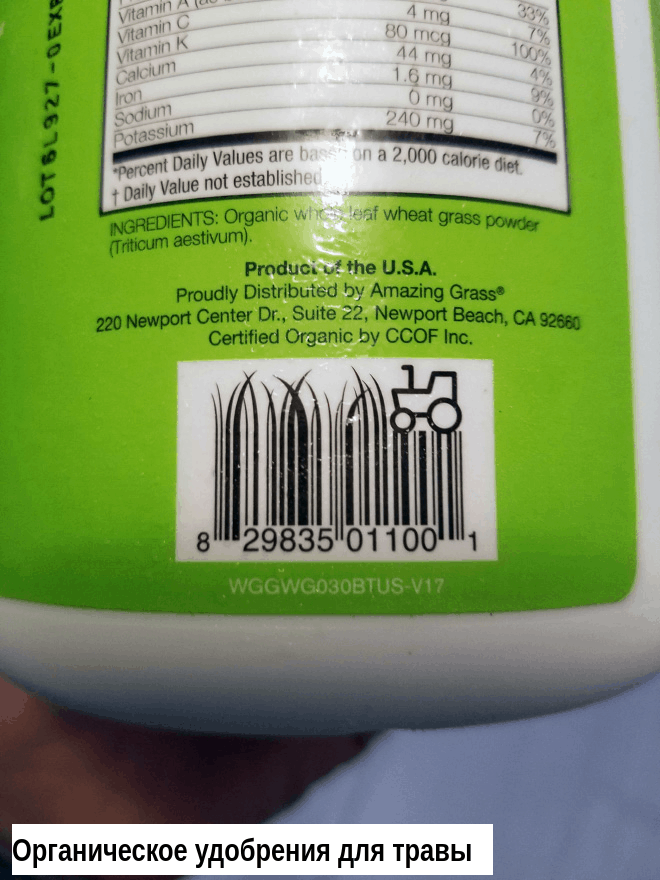 Vitamin A
33%
Vitamin C 4 mg 7%
Vitamin K 80 mcg 100%
Calcium 44 mg 4%
Iron 1.6 mg 9%
Sodium 0 mg 0%
Potassium 240 mg 7%
*Percent Daily Values are based on a 2,000 calorie diet.
† Daily Value not established.
INGREDIENTS: Organic whole leaf wheat grass powder
(Triticum aestivum).
Product of the U.S.A.
Proudly Distributed by Amazing Grass®
220 Newport Center Dr., Suite 22, Newport Beach, CA 92660
Certified Organic by CCOF Inc.
8 29835 01100 1
WGGWG030BTUS-V17
LOT 6L927-0 EXP
Органическое удобрения для травы